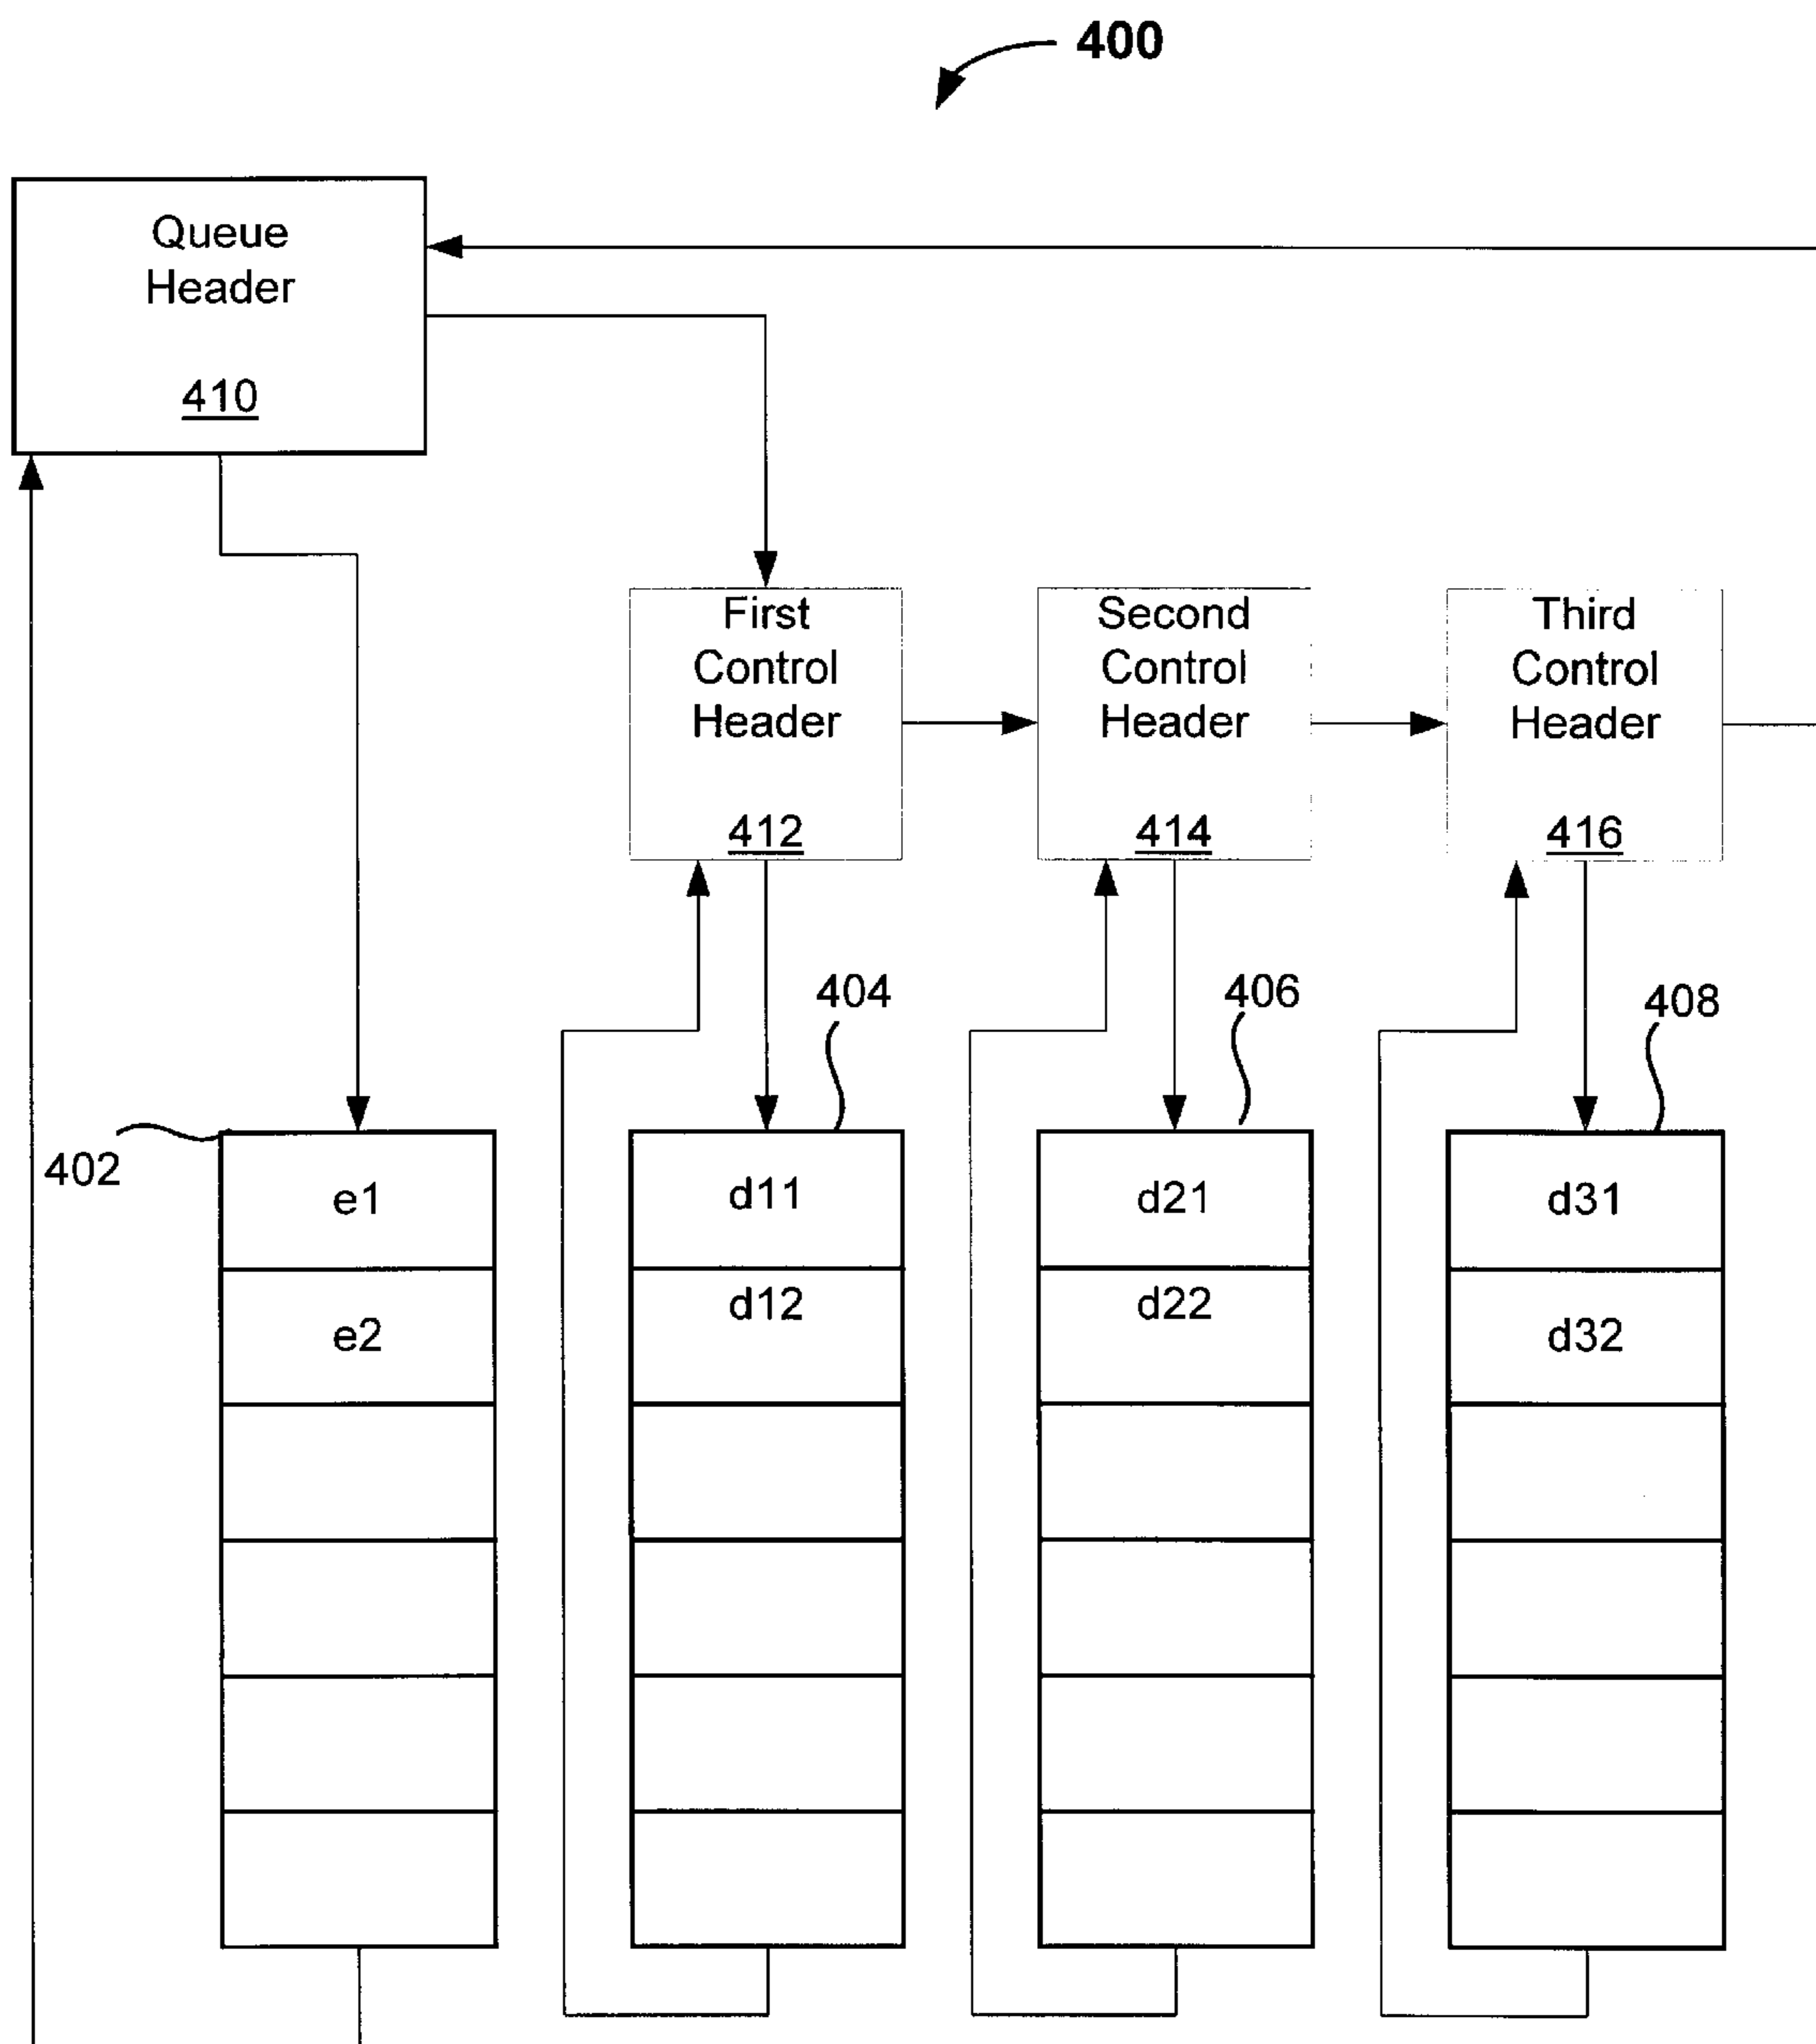 400
Queue
Header
410
First
Control
Header
412
Second
Control
Header
414
Third
Control
Header
416
404
406
408
402
e1
e2
d11
d12
d21
d22
d31
d32